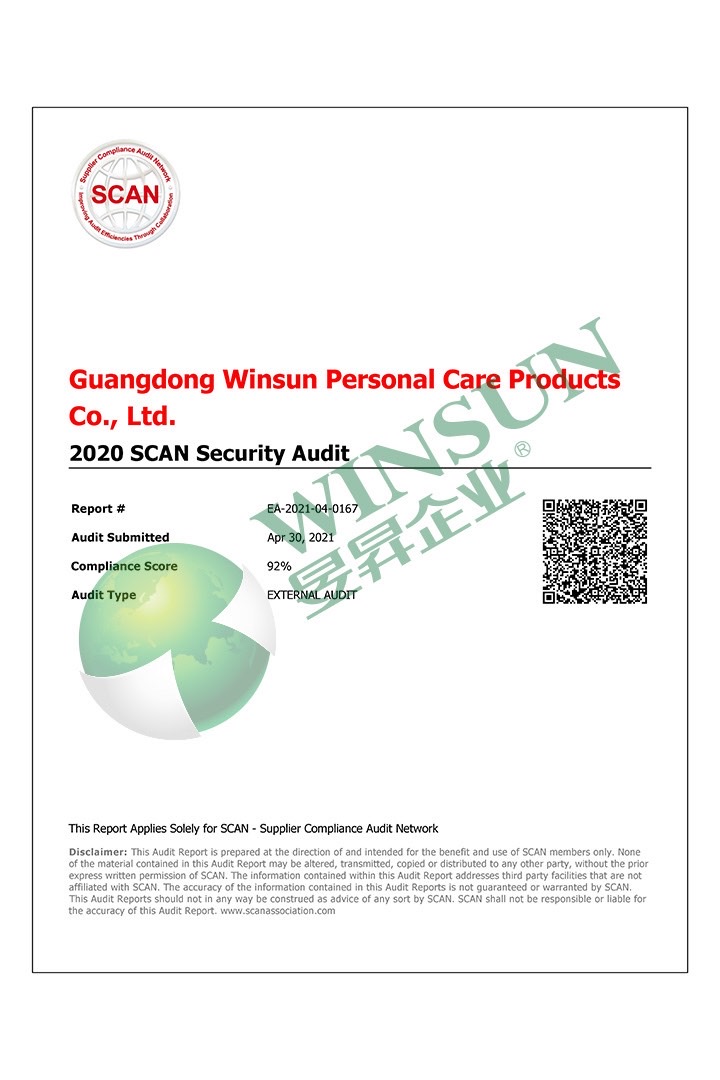 Supplier Compliance Audit Network
SCAN
Improving Audit Efficiencies Through Collaboration
Guangdong Winsun Personal Care Products
Co., Ltd.
2020 SCAN Security Audit
WINSUN
®
昱昇企业
Report # EA-2021-04-0167
Audit Submitted Apr 30, 2021
Compliance Score 92%
Audit Type EXTERNAL AUDIT
This Report Applies Solely for SCAN - Supplier Compliance Audit Network
Disclaimer: This Audit Report is prepared at the direction of and intended for the benefit and use of SCAN members only. None
of the material contained in this Audit Report may be altered, transmitted, copied or distributed to any other party, without the prior
express written permission of SCAN. The information contained within this Audit Report addresses third party facilities that are not
affiliated with SCAN. The accuracy of the information contained in this Audit Reports is not guaranteed or warranted by SCAN.
This Audit Reports should not in any way be construed as advice of any sort by SCAN. SCAN shall not be responsible or liable for
the accuracy of this Audit Report. www.scanassociation.com